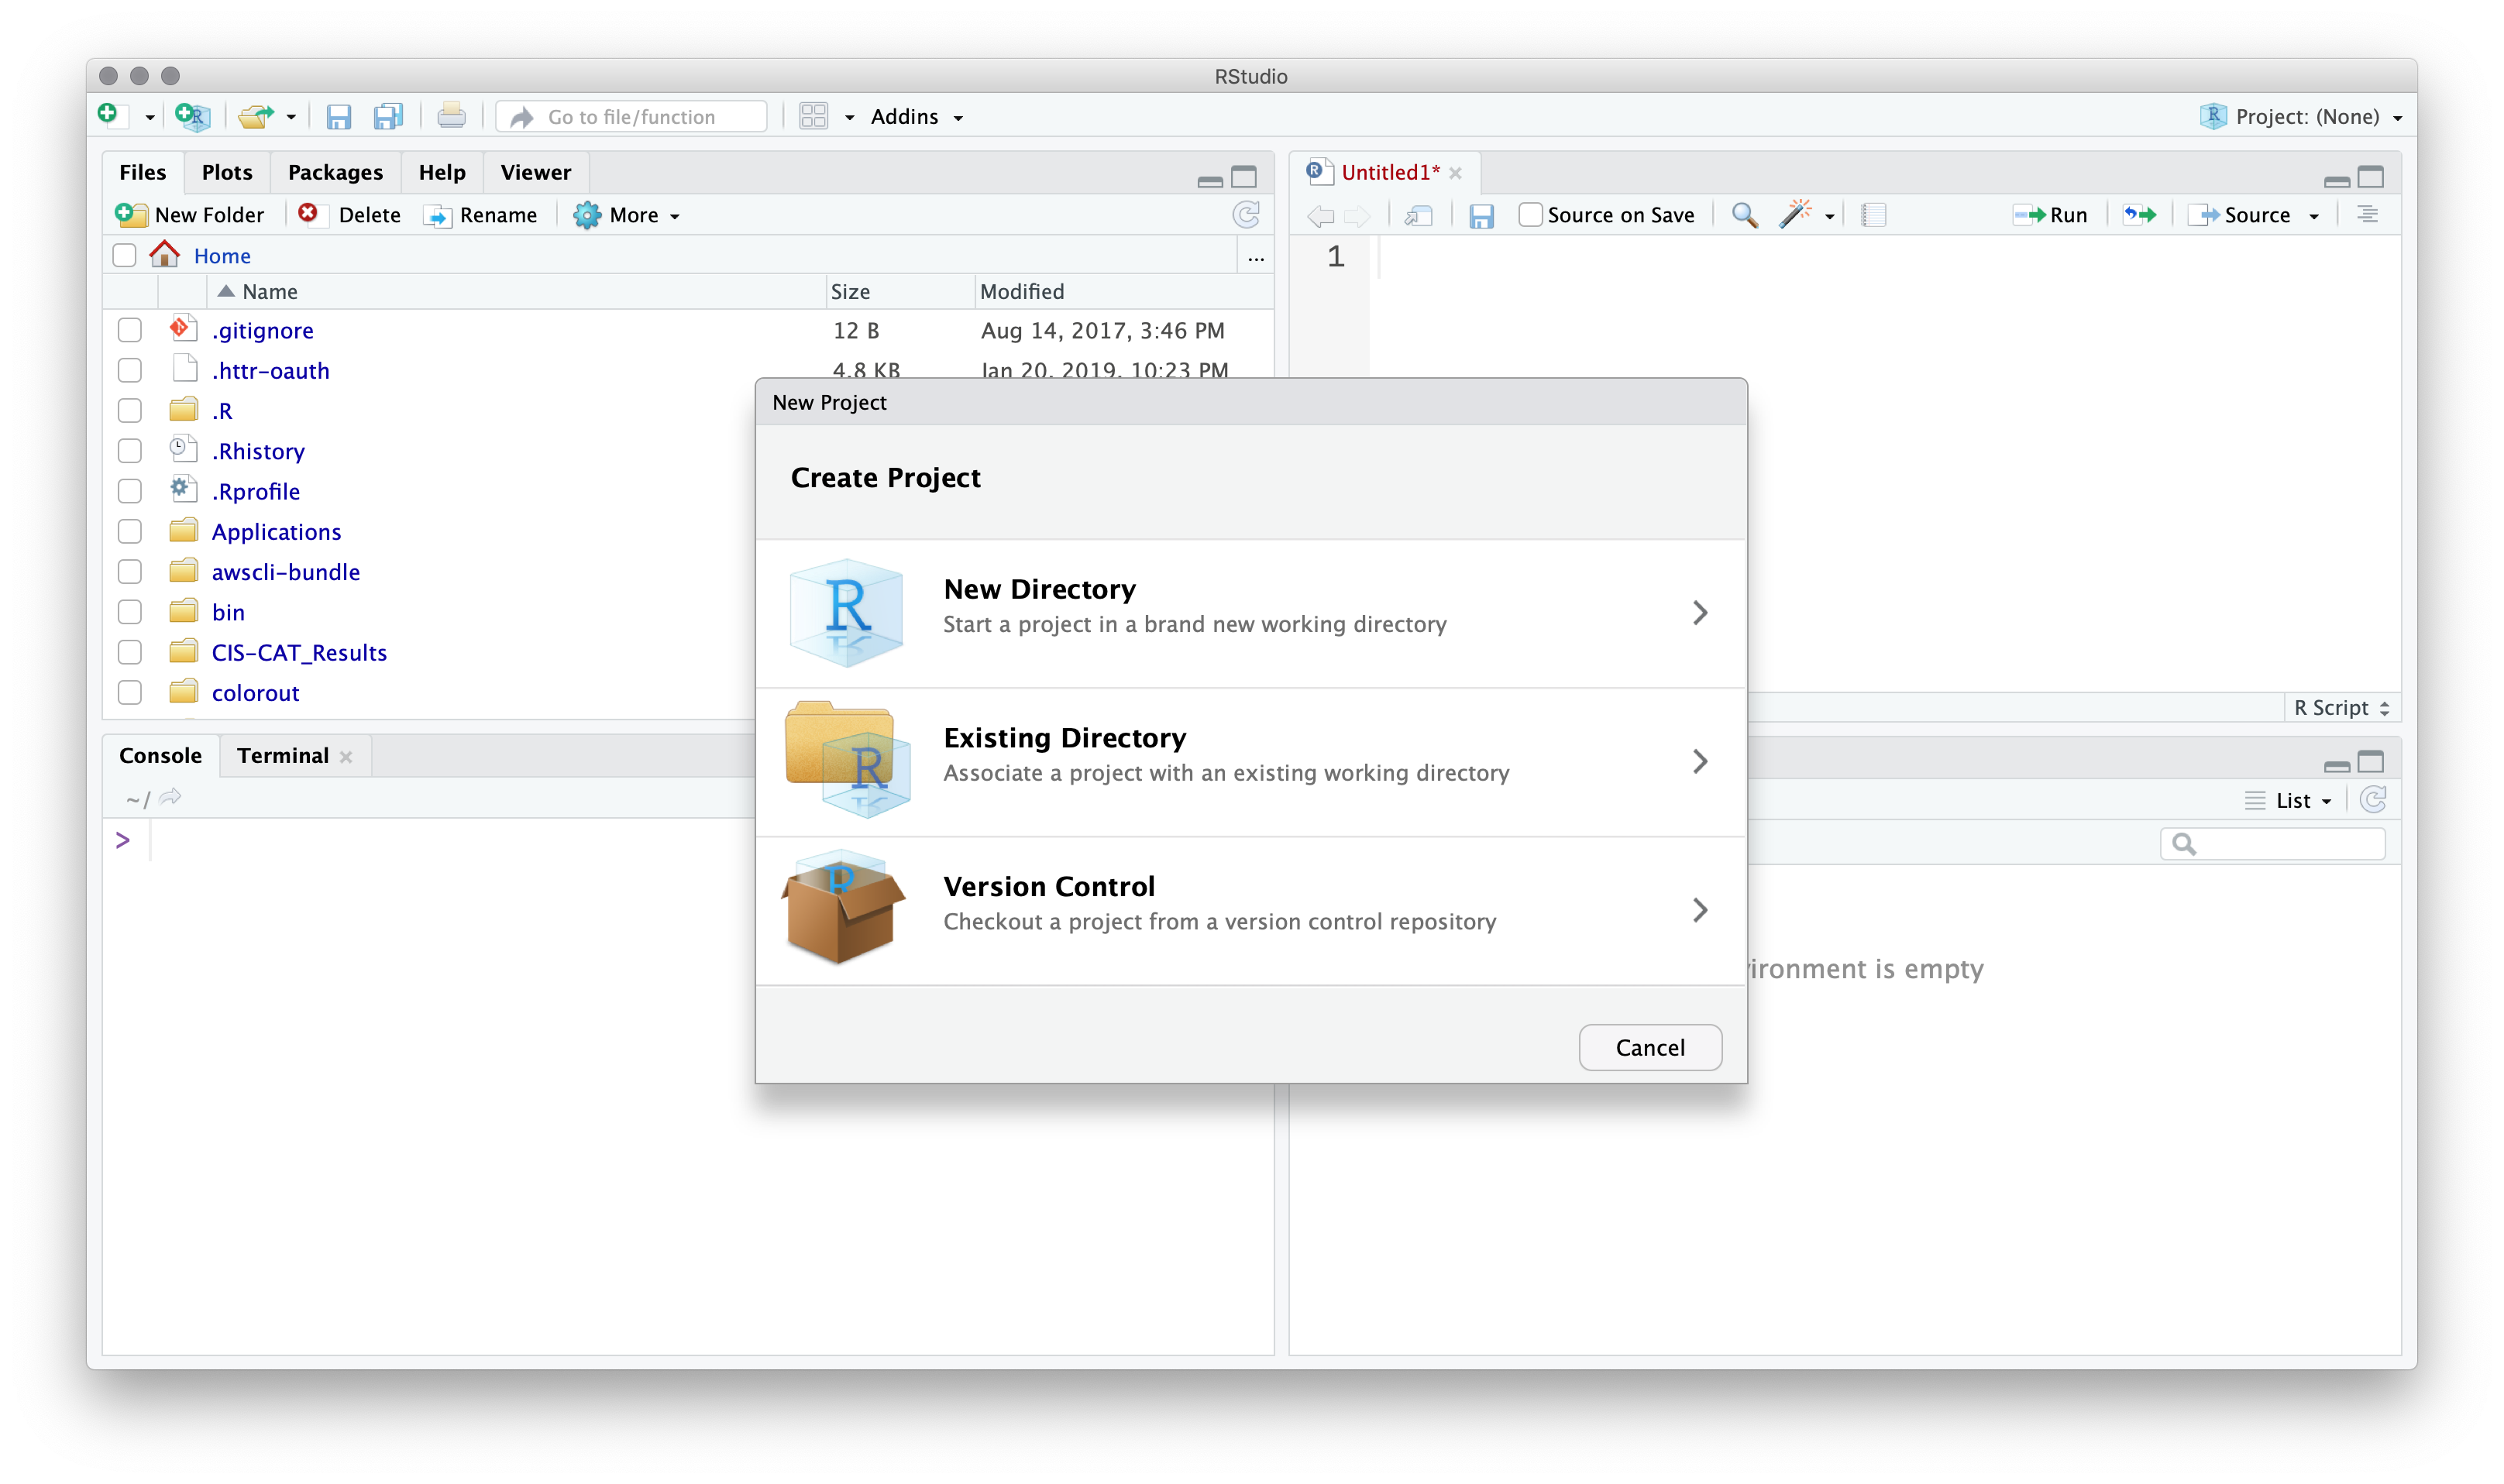 RStudio
Go to file/function
Addins
Project: (None)
Files Plots Packages Help Viewer
New Folder Delete Rename More
Home ...
Name Size Modified
.gitignore 12 B Aug 14, 2017, 3:46 PM
.httr-oauth 4.8 KB Jan 20, 2019, 10:23 PM
.R
.Rhistory
.Rprofile
Applications
awscli-bundle
bin
CIS-CAT_Results
colorout
Untitled1*
Source on Save Run Source
1
R Script
New Project
Create Project
New Directory
Start a project in a brand new working directory
Existing Directory
Associate a project with an existing working directory
Version Control
Checkout a project from a version control repository
Cancel
Console Terminal
~/
>
List
is empty